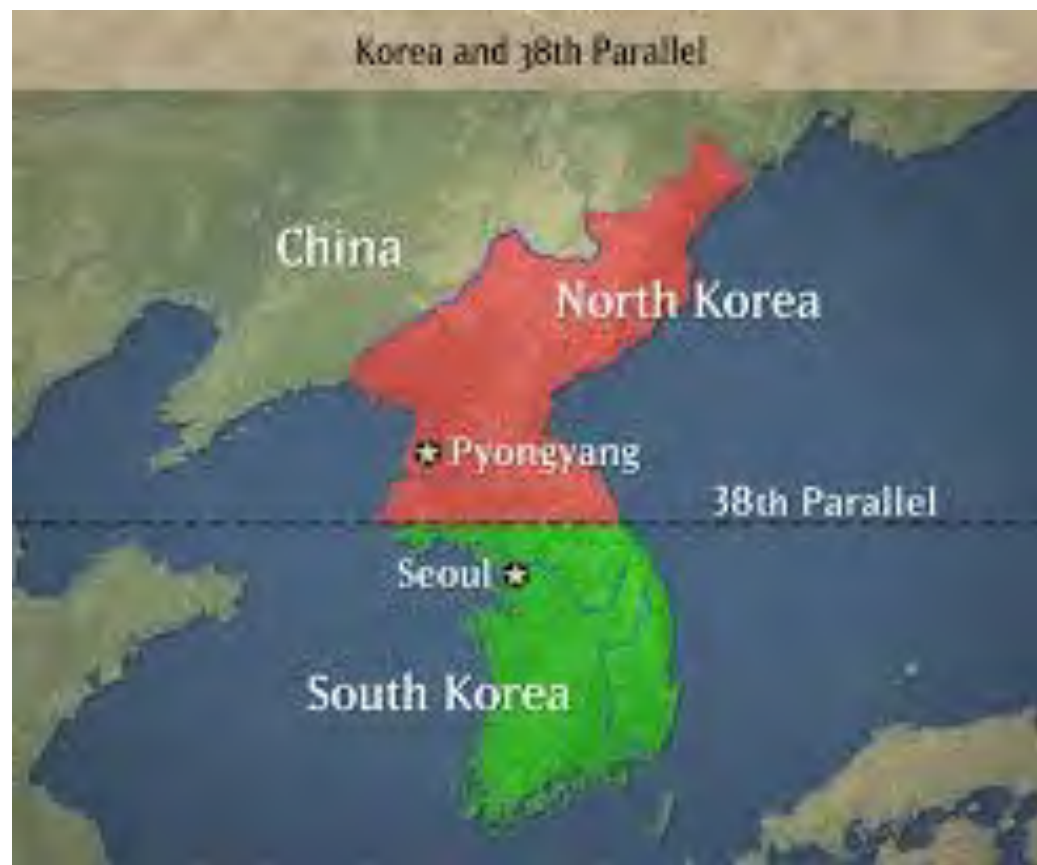 Korea and 38th Parallel
China
North Korea
Pyongyang
38th Parallel
Seoul
South Korea